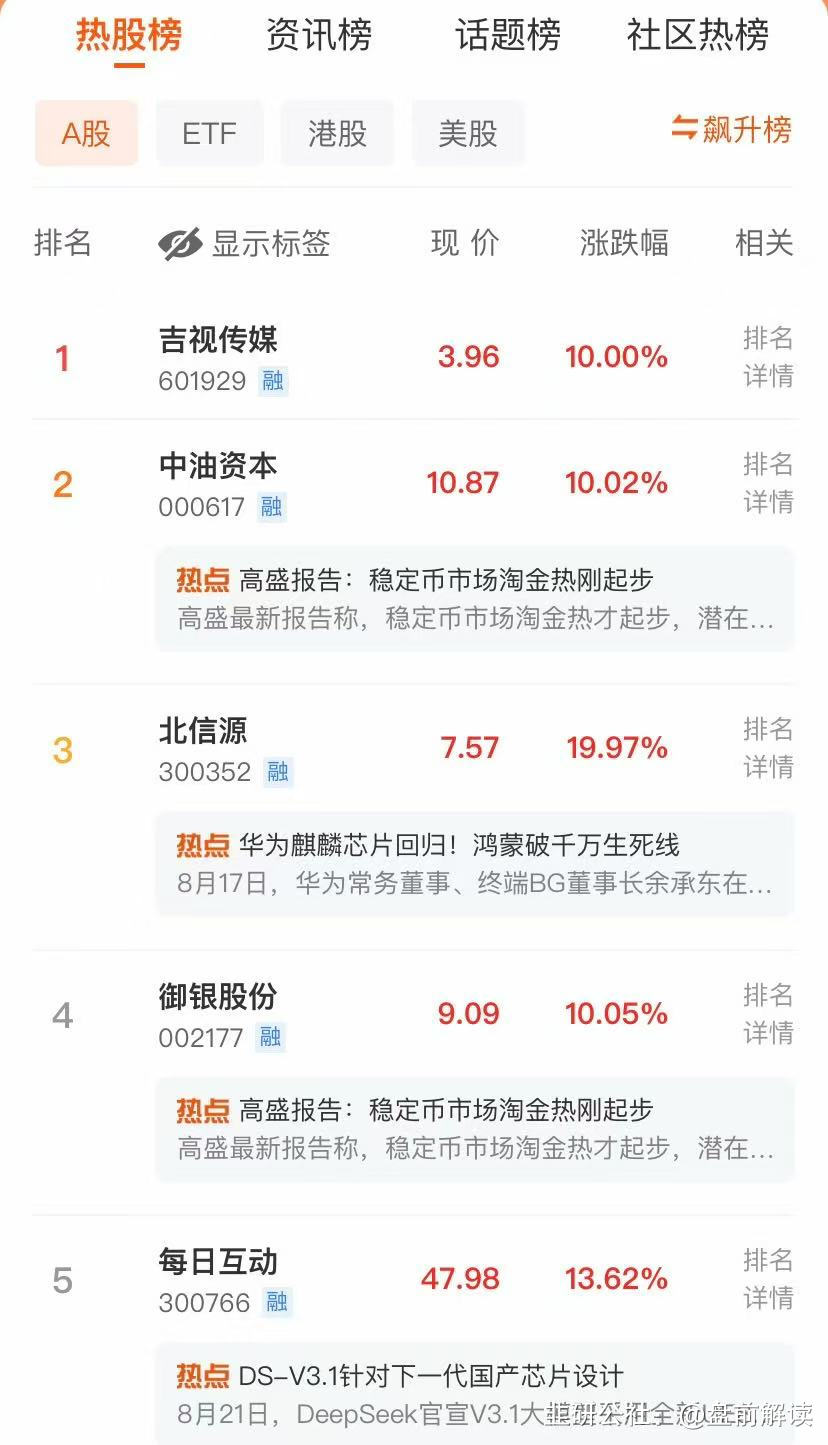 热股榜 资讯榜 话题榜 社区热榜
A股 ETF 港股 美股 飙升榜
排名 显示标签 现价 涨跌幅 相关
1 吉视传媒 3.96 10.00% 排名
601929 融 详情
2 中油资本 10.87 10.02% 排名
000617 融 详情
热点 高盛报告：稳定币市场淘金热刚起步
高盛最新报告称，稳定币市场淘金热才起步，潜在...
3 北信源 7.57 19.97% 排名
300352 融 详情
热点 华为麒麟芯片回归！鸿蒙破千万生死线
8月17日，华为常务董事、终端BG董事长余承东在...
4 御银股份 9.09 10.05% 排名
002177 融 详情
热点 高盛报告：稳定币市场淘金热刚起步
高盛最新报告称，稳定币市场淘金热才起步，潜在...
5 每日互动 47.98 13.62% 排名
300766 融 详情
热点 DS-V3.1针对下一代国产芯片设计
8月21日，DeepSeek官宣V3.1大
韭研公社 @盘前解读